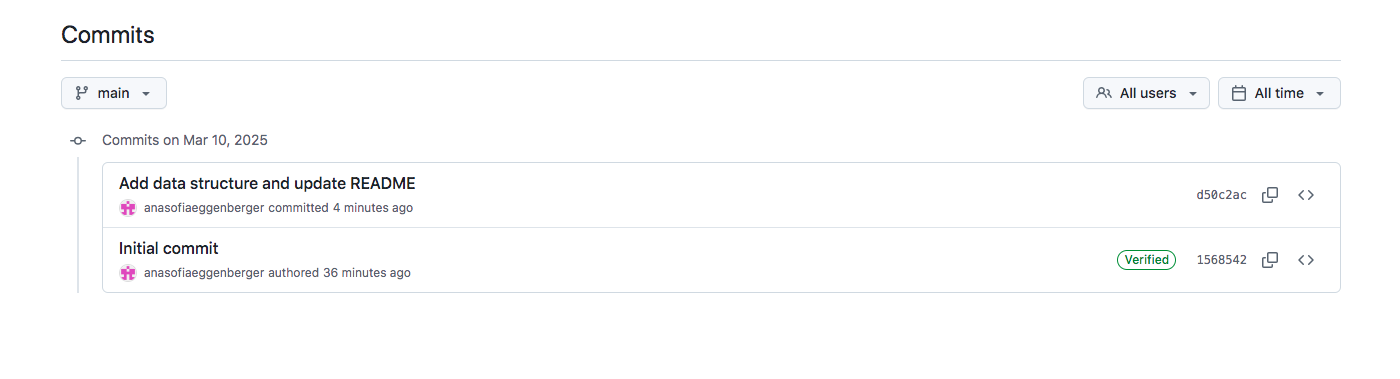 Commits
main
All users
All time
Commits on Mar 10, 2025
Add data structure and update README
anasofiaeggenberger committed 4 minutes ago
d50c2ac
Initial commit
anasofiaeggenberger authored 36 minutes ago
Verified
1568542